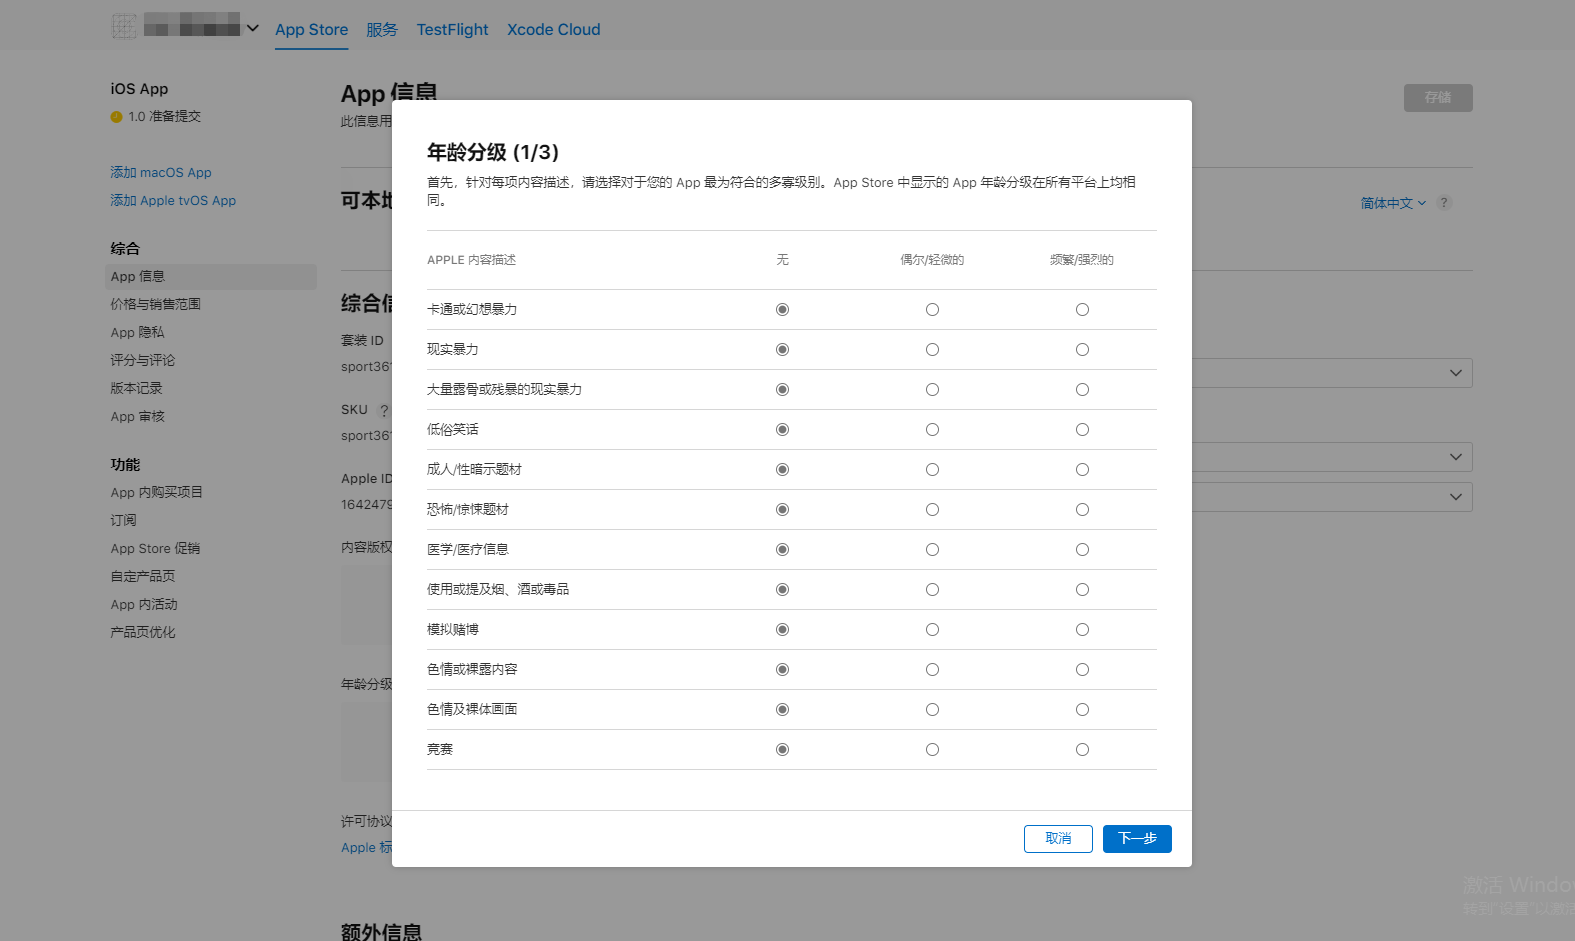 App Store 服务 TestFlight Xcode Cloud
iOS App
1.0 准备提交
添加 macOS App
添加 Apple tvOS App
综合
App 信息
价格与销售范围
App 隐私
评分与评论
版本记录
App 审核
功能
App 内购买项目
订阅
App Store 促销
自定产品页
App 内活动
产品页优化
App 信息
存储
此信息用
可本地
简体中文 ?
综合信
套装 ID
sport361
SKU ?
sport361
Apple ID
1642479
内容版权
年龄分级
许可协议
Apple 标
额外信息
年龄分级 (1/3)
首先，针对每项内容描述，请选择对于您的 App 最为符合的多寡级别。App Store 中显示的 App 年龄分级在所有平台上均相
同。
APPLE 内容描述 无 偶尔/轻微的 频繁/强烈的
卡通或幻想暴力
现实暴力
大量露骨或残暴的现实暴力
低俗笑话
成人/性暗示题材
恐怖/惊悚题材
医学/医疗信息
使用或提及烟、酒或毒品
模拟赌博
色情或裸露内容
色情及裸体画面
竞赛
取消 下一步
激活 Windo
转到"设置"以激活